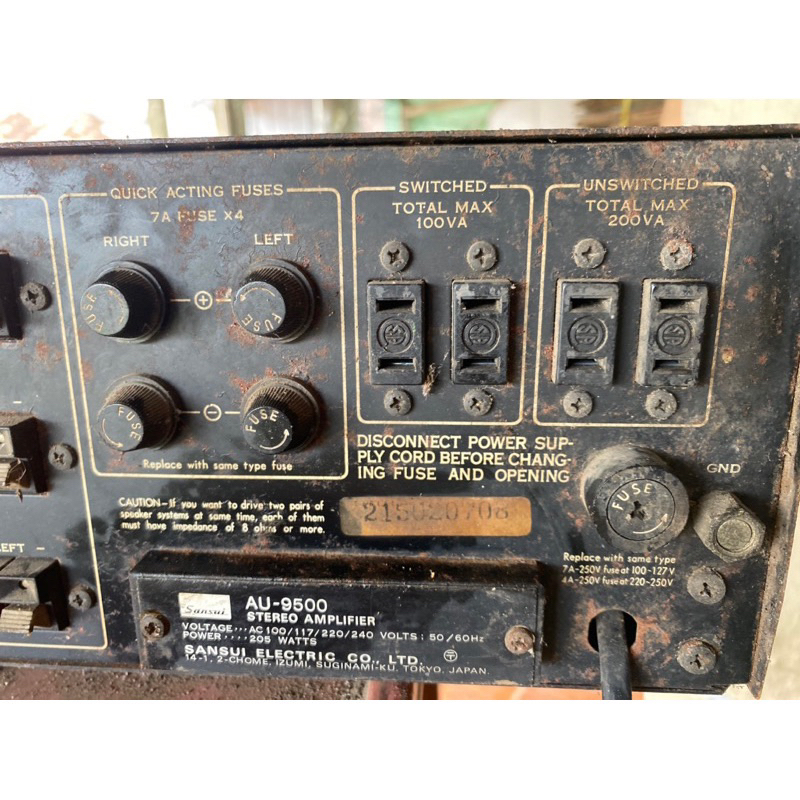 QUICK ACTING FUSES
7A FUSE X4
RIGHT
LEFT
FUSE
FUSE
FUSE
FUSE
Replace with same type fuse
SWITCHED
TOTAL MAX
100VA
UNSWITCHED
TOTAL MAX
200VA
DISCONNECT POWER SUP-
PLY CORD BEFORE CHANG-
ING FUSE AND OPENING
CAUTION–If you want to drive two pairs of
speaker systems at same time, each of them
must have impedance of 8 ohms or more.
215020708
FUSE
GND
Replace with same type
7A-250V fuse at 100-127V
4A-250V fuse at 220-250V
LEFT –
Sansui
AU-9500
STEREO AMPLIFIER
VOLTAGE··· AC 100/117/220/240 VOLTS : 50/60Hz
POWER ···· 205 WATTS
SANSUI ELECTRIC CO., LTD.
14-1, 2-CHOME, IZUMI, SUGINAMI-KU, TOKYO, JAPAN.